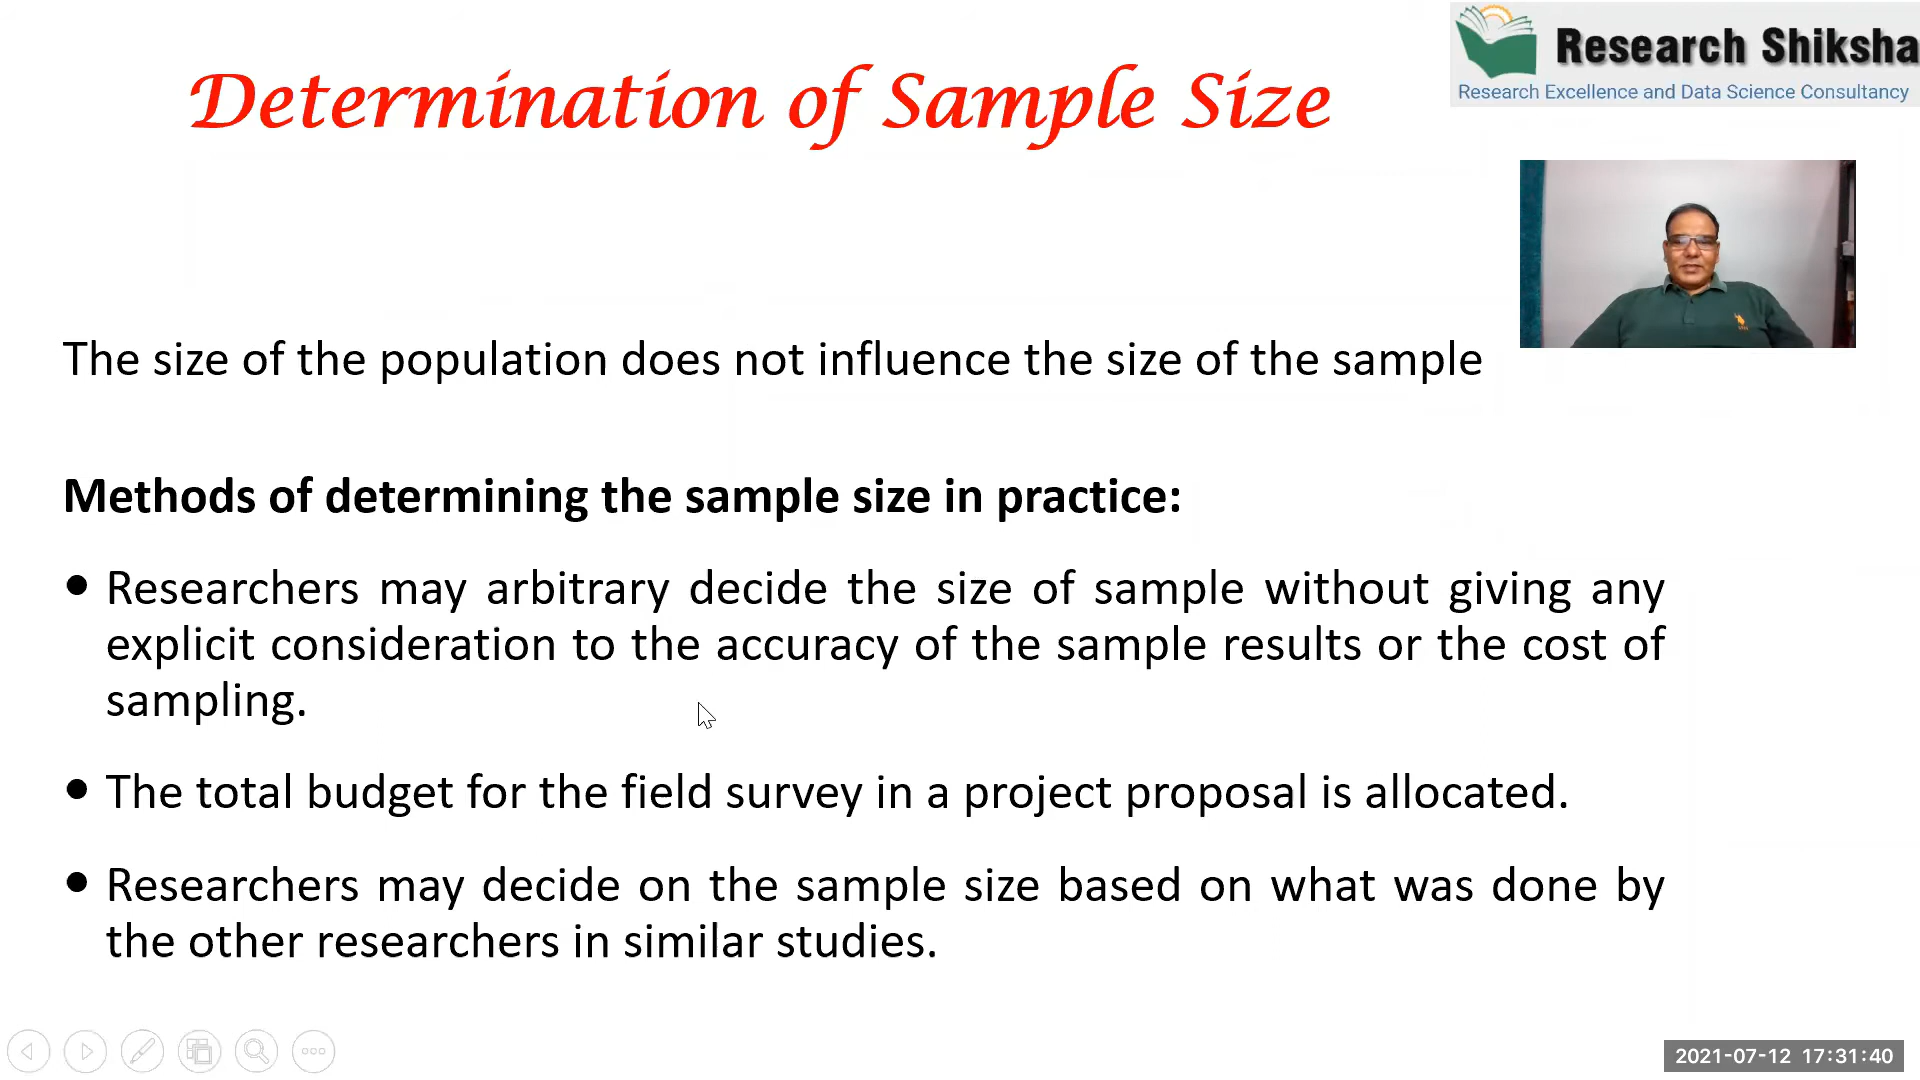 Research Shiksha
Research Excellence and Data Science Consultancy
Determination of Sample Size
The size of the population does not influence the size of the sample
Methods of determining the sample size in practice:
• Researchers may arbitrary decide the size of sample without giving any
explicit consideration to the accuracy of the sample results or the cost of
sampling.
• The total budget for the field survey in a project proposal is allocated.
• Researchers may decide on the sample size based on what was done by
the other researchers in similar studies.
2021-07-12 17:31:40